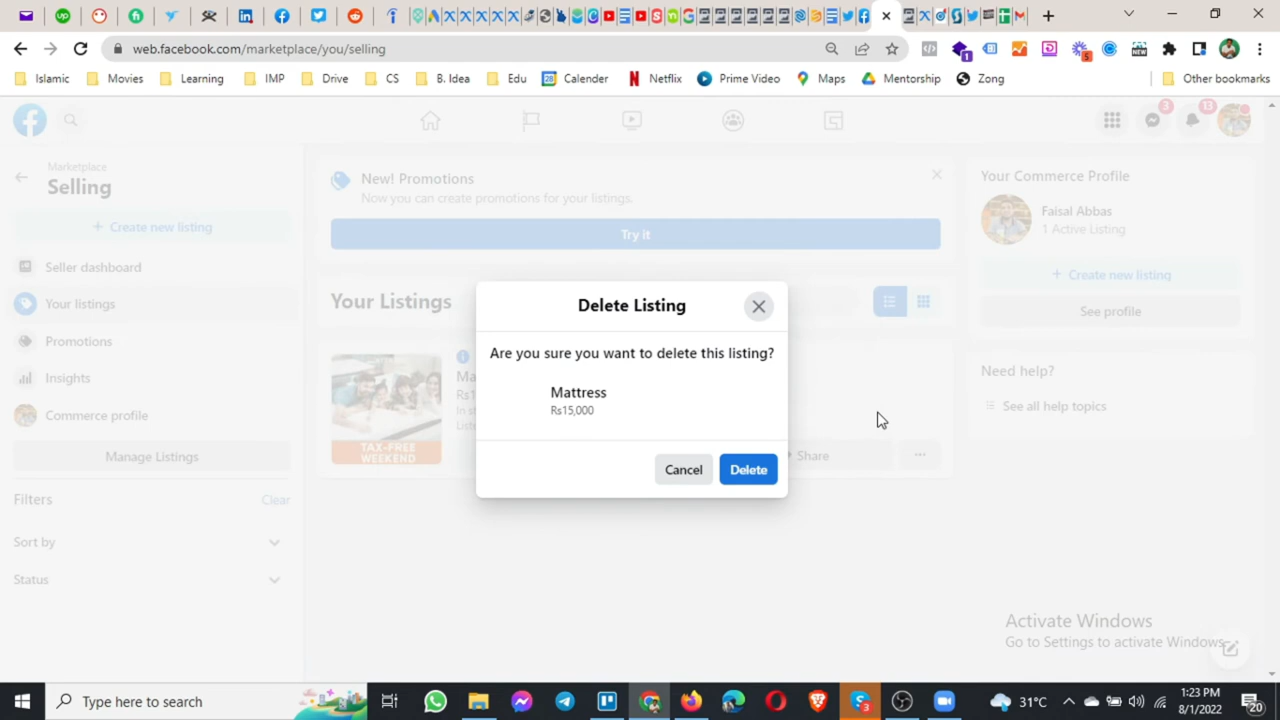 web.facebook.com/marketplace/you/selling
Islamic
Movies
Learning
IMP
Drive
CS
B. Idea
Edu
Calender
Netflix
Prime Video
Maps
Mentorship
Zong
Other bookmarks
Marketplace
Selling
+ Create new listing
Seller dashboard
Your listings
Promotions
Insights
Commerce profile
Manage Listings
Filters
Clear
Sort by
Status
New! Promotions
Now you can create promotions for your listings.
Try it
Your Listings
TAX-FREE
WEEKEND
Share
Delete Listing
Are you sure you want to delete this listing?
Mattress
Rs15,000
Cancel
Delete
3
13
Your Commerce Profile
Faisal Abbas
1 Active Listing
+ Create new listing
See profile
Need help?
See all help topics
Activate Windows
Go to Settings to activate Windows.
Type here to search
31°C
1:23 PM
8/1/2022
20